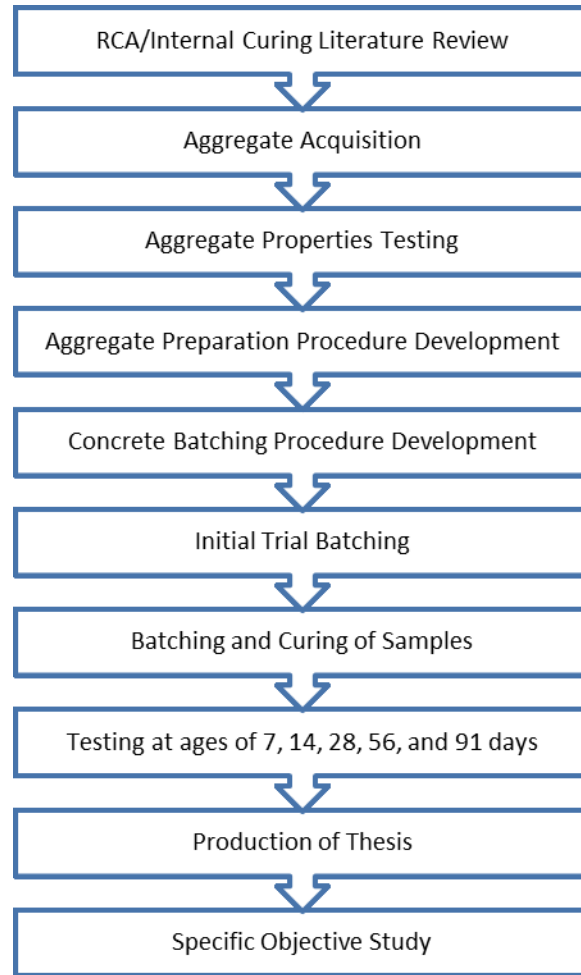 RCA/Internal Curing Literature Review
Aggregate Acquisition
Aggregate Properties Testing
Aggregate Preparation Procedure Development
Concrete Batching Procedure Development
Initial Trial Batching
Batching and Curing of Samples
Testing at ages of 7, 14, 28, 56, and 91 days
Production of Thesis
Specific Objective Study